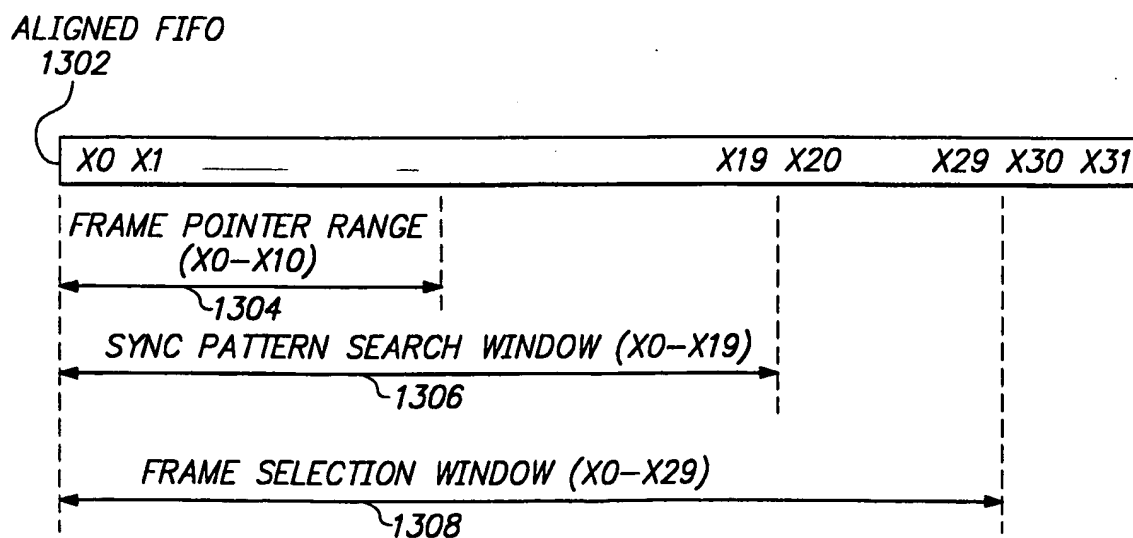 ALIGNED FIFO
1302
X0 X1 X19 X20 X29 X30 X31
FRAME POINTER RANGE
(X0-X10)
1304
SYNC PATTERN SEARCH WINDOW (X0-X19)
1306
FRAME SELECTION WINDOW (X0-X29)
1308